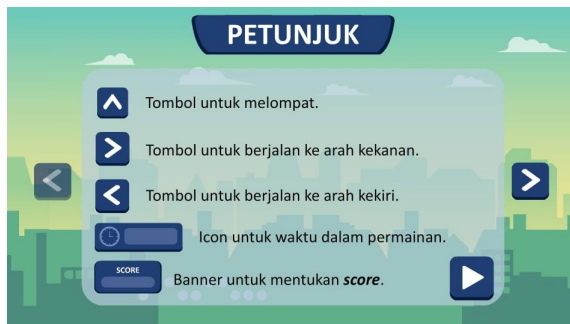 PETUNJUK
Tombol untuk melompat.
Tombol untuk berjalan ke arah kekanan.
Tombol untuk berjalan ke arah kekiri.
Icon untuk waktu dalam permainan.
SCORE
Banner untuk mentukan score.